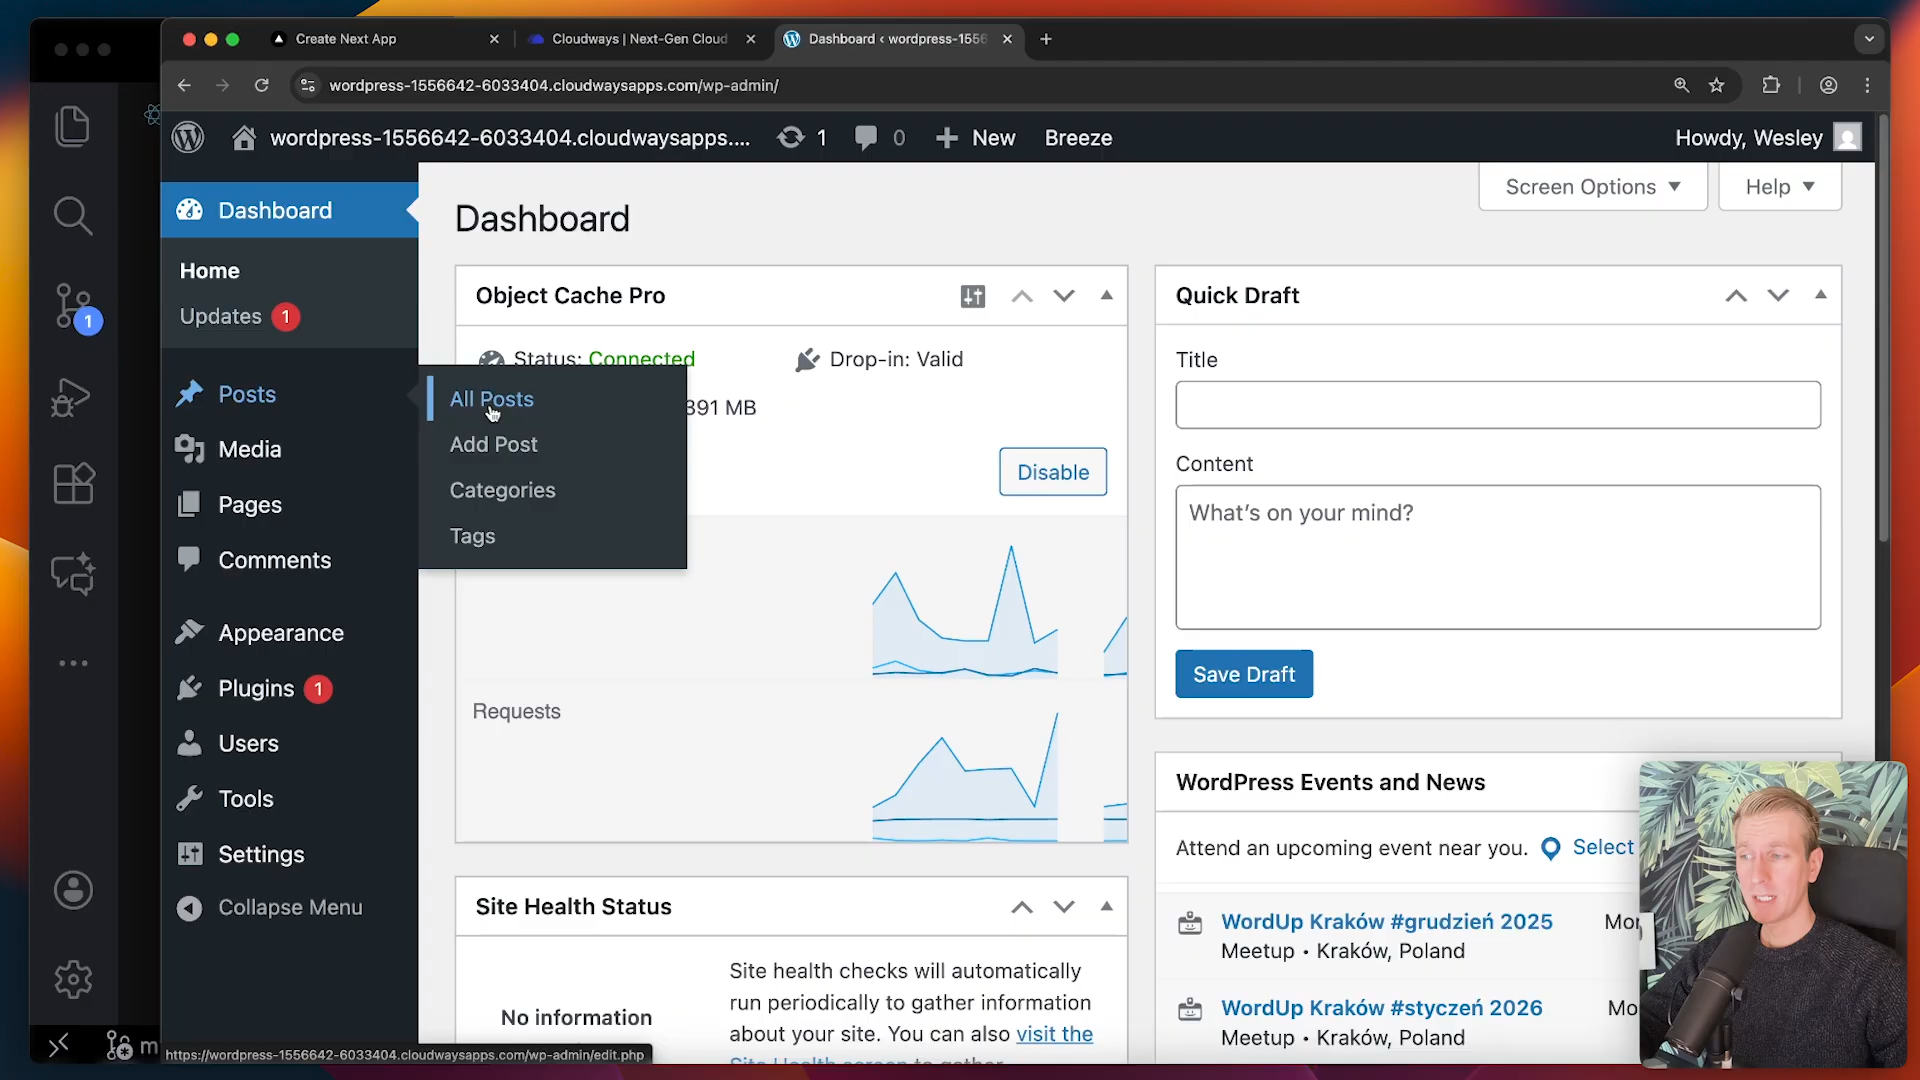 Create Next App
Cloudways | Next-Gen Cloud
Dashboard ‹ wordpress-1556
wordpress-1556642-6033404.cloudwaysapps.com/wp-admin/
wordpress-1556642-6033404.cloudwaysapps....
1
0
New
Breeze
Howdy, Wesley
Dashboard
Home
Updates 1
Posts
Media
Pages
Comments
Appearance
Plugins 1
Users
Tools
Settings
Collapse Menu
All Posts
Add Post
Categories
Tags
Screen Options
Help
Dashboard
Object Cache Pro
Status: Connected
Drop-in: Valid
391 MB
Disable
Requests
Site Health Status
No information
Site health checks will automatically
run periodically to gather information
about your site. You can also visit the
Site Health screen to gather
Quick Draft
Title
Content
What's on your mind?
Save Draft
WordPress Events and News
Attend an upcoming event near you.
Select
WordUp Kraków #grudzień 2025
Meetup • Kraków, Poland
WordUp Kraków #styczeń 2026
Meetup • Kraków, Poland
1
https://wordpress-1556642-6033404.cloudwaysapps.com/wp-admin/edit.php